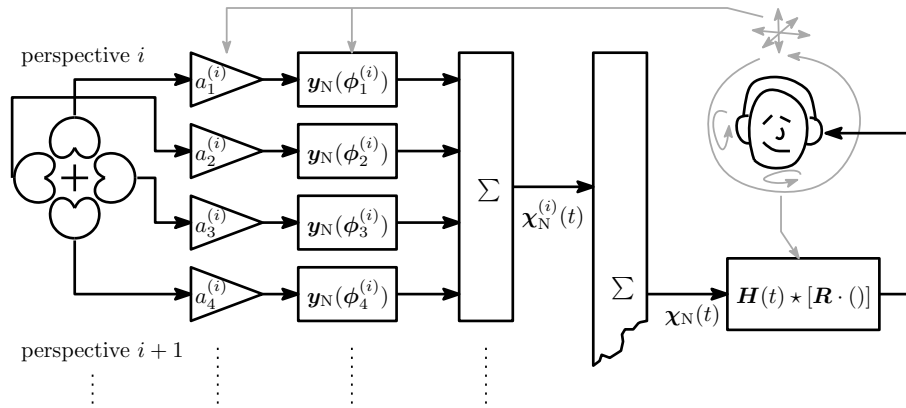 perspective i
a_1^{(i)}
y_N(ϕ_1^{(i)})
a_2^{(i)}
y_N(ϕ_2^{(i)})
a_3^{(i)}
y_N(ϕ_3^{(i)})
a_4^{(i)}
y_N(ϕ_4^{(i)})
∑
χ_N^{(i)}(t)
∑
χ_N(t)
H(t) ⋆ [R · ()]
perspective i + 1